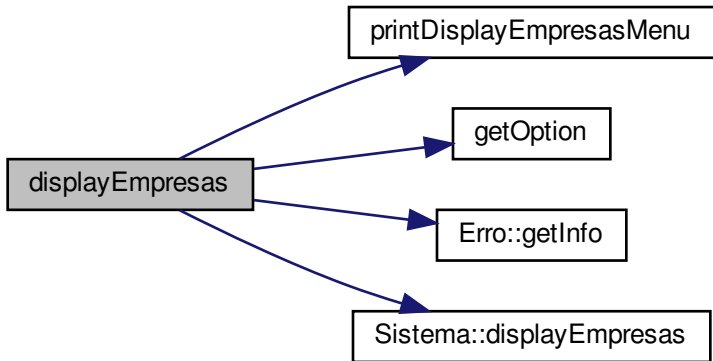 printDisplayEmpresasMenu
getOption
displayEmpresas
Erro::getInfo
Sistema::displayEmpresas